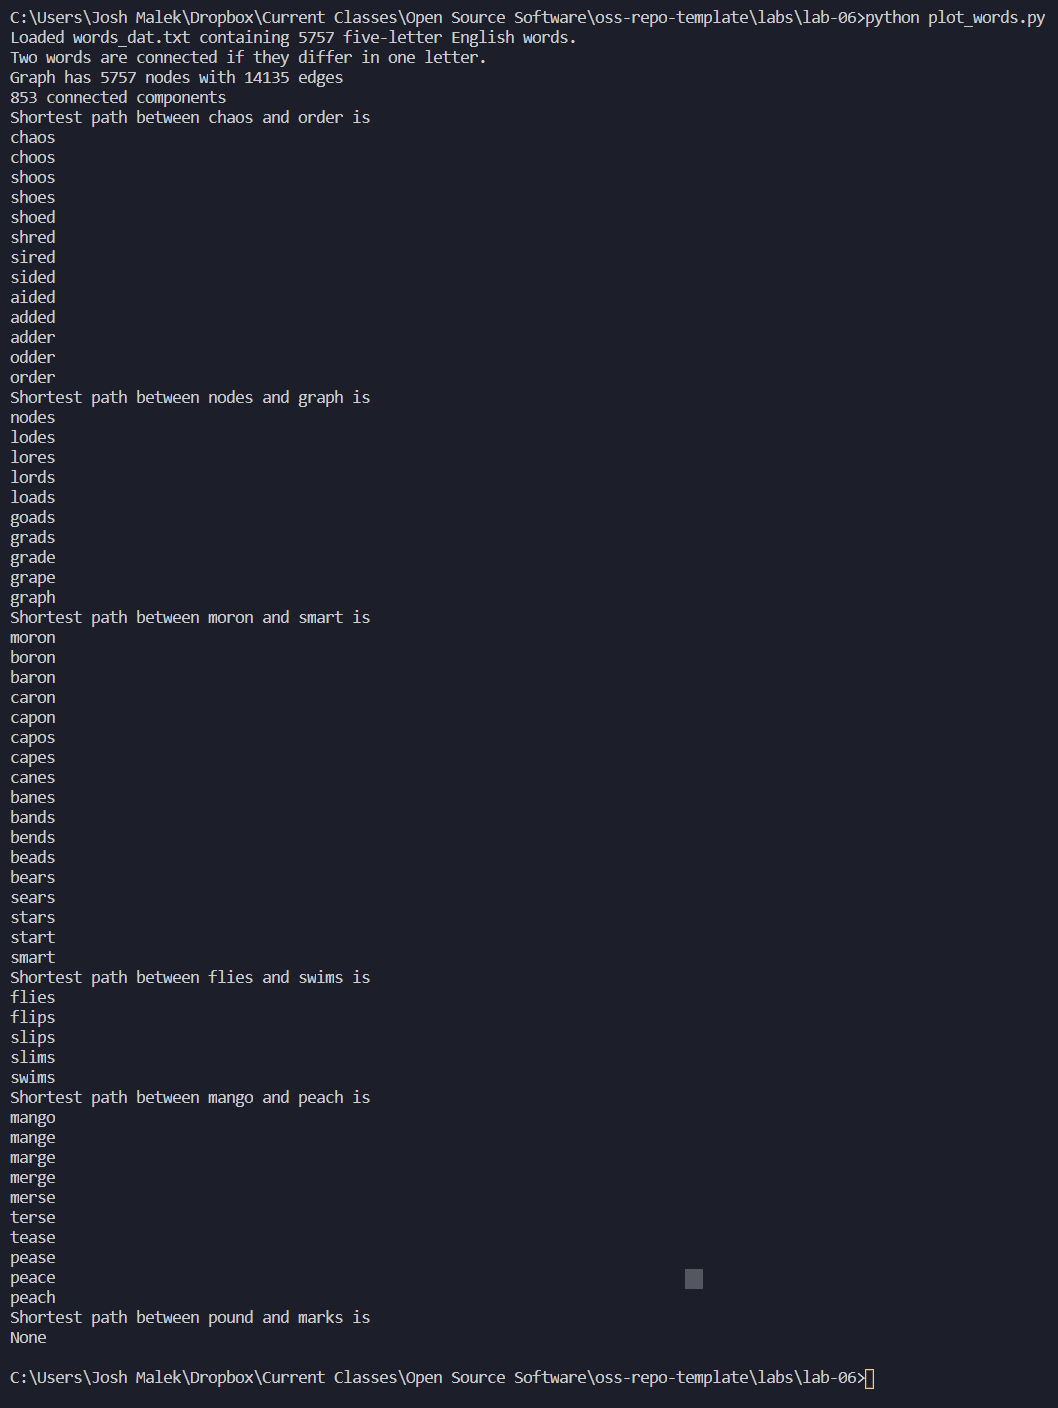 C:\Users\Josh Malek\Dropbox\Current Classes\Open Source Software\oss-repo-template\labs\lab-06>python plot_words.py
Loaded words_dat.txt containing 5757 five-letter English words.
Two words are connected if they differ in one letter.
Graph has 5757 nodes with 14135 edges
853 connected components
Shortest path between chaos and order is
chaos
choos
shoos
shoes
shoed
shred
sired
sided
aided
added
adder
odder
order
Shortest path between nodes and graph is
nodes
lodes
lores
lords
loads
goads
grads
grade
grape
graph
Shortest path between moron and smart is
moron
boron
baron
caron
capon
capos
capes
canes
banes
bands
bends
beads
bears
sears
stars
start
smart
Shortest path between flies and swims is
flies
flips
slips
slims
swims
Shortest path between mango and peach is
mango
mange
marge
merge
merse
terse
tease
pease
peace
peach
Shortest path between pound and marks is
None
C:\Users\Josh Malek\Dropbox\Current Classes\Open Source Software\oss-repo-template\labs\lab-06>